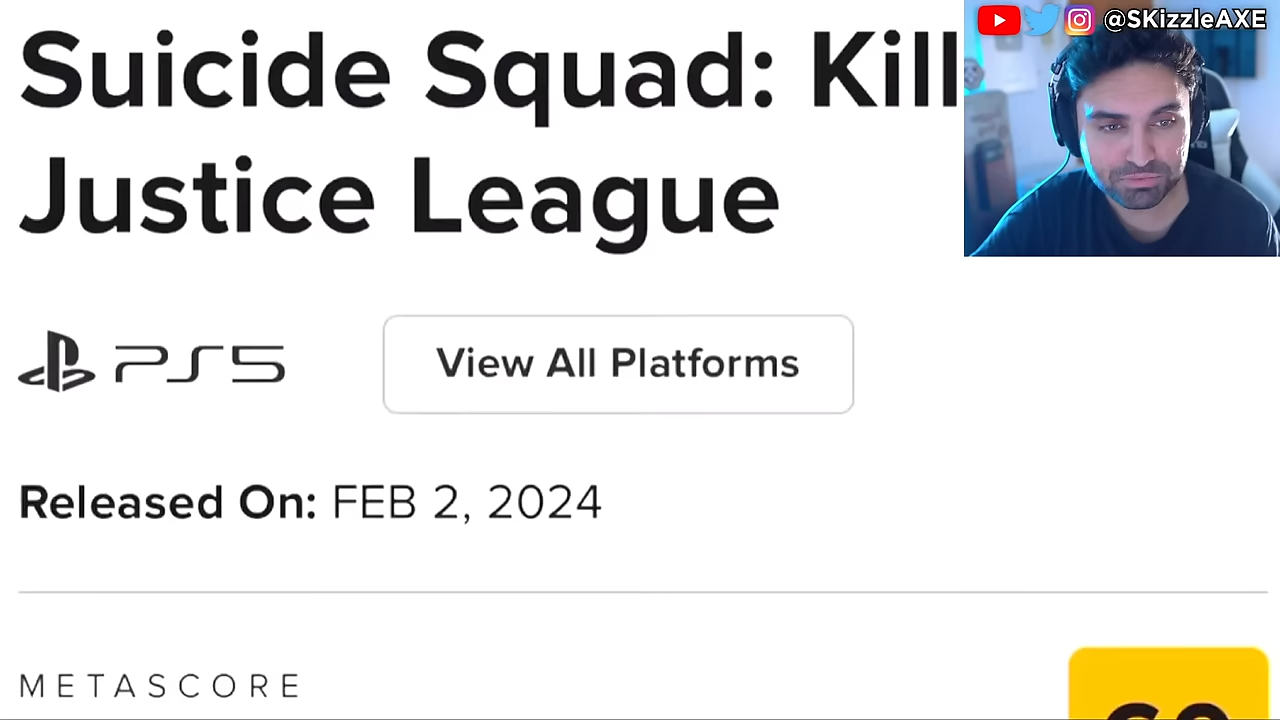 @SKizzleAXE
Suicide Squad: Kill
Justice League
PS5
View All Platforms
Released On: FEB 2, 2024
METASCORE